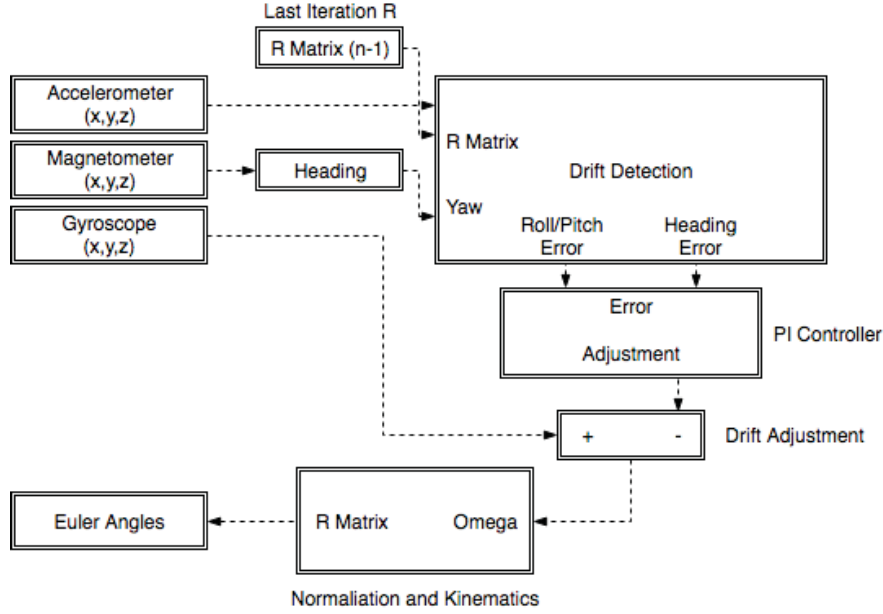 Last Iteration R
R Matrix (n-1)
Accelerometer
(x,y,z)
R Matrix
Magnetometer
(x,y,z)
Heading
Drift Detection
Yaw
Gyroscope
(x,y,z)
Roll/Pitch
Error
Heading
Error
Error
PI Controller
Adjustment
+ -
Drift Adjustment
Euler Angles
R Matrix
Omega
Normaliation and Kinematics